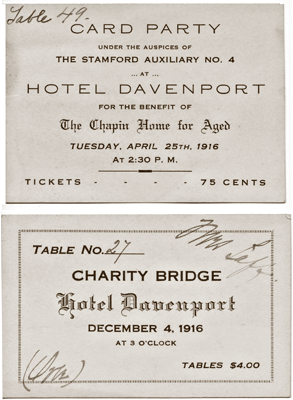 Table 49.
CARD PARTY
UNDER THE AUSPICES OF
THE STAMFORD AUXILIARY NO. 4
... AT ...
HOTEL DAVENPORT
FOR THE BENEFIT OF
The Chapin Home for Aged
TUESDAY, APRIL 25TH, 1916
AT 2:30 P. M.
TICKETS - - - - 75 CENTS
TABLE NO. 27
CHARITY BRIDGE
Hotel Davenport
DECEMBER 4, 1916
AT 3 O'CLOCK
TABLES $4.00